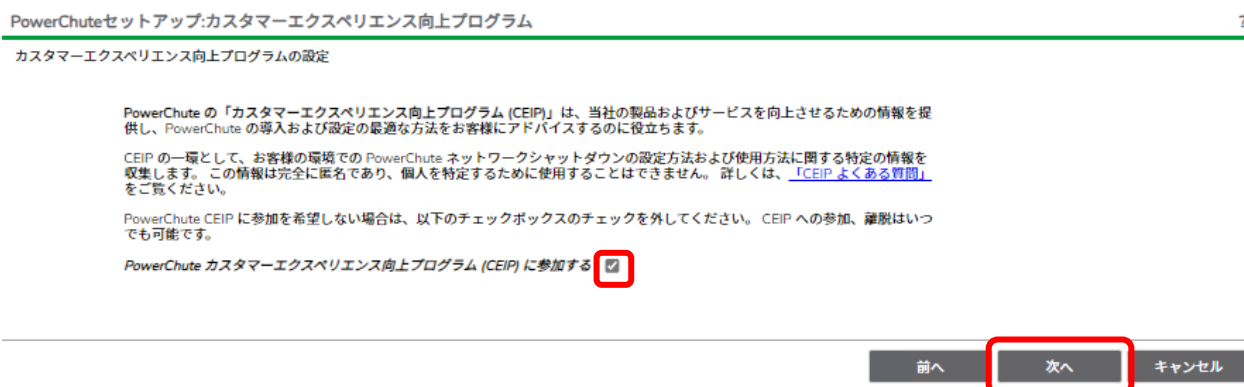 PowerChuteセットアップ:カスタマーエクスペリエンス向上プログラム
?
カスタマーエクスペリエンス向上プログラムの設定
PowerChute の「カスタマーエクスペリエンス向上プログラム (CEIP)」は、当社の製品およびサービスを向上させるための情報を提
供し、PowerChute の導入および設定の最適な方法をお客様にアドバイスするのに役立ちます。
CEIP の一環として、お客様の環境での PowerChute ネットワークシャットダウンの設定方法および使用方法に関する特定の情報を
収集します。 この情報は完全に匿名であり、個人を特定するために使用することはできません。 詳しくは、「CEIP よくある質問」
をご覧ください。
PowerChute CEIP に参加を希望しない場合は、以下のチェックボックスのチェックを外してください。 CEIP への参加、離脱はいつ
でも可能です。
PowerChute カスタマーエクスペリエンス向上プログラム (CEIP) に参加する
前へ 次へ キャンセル